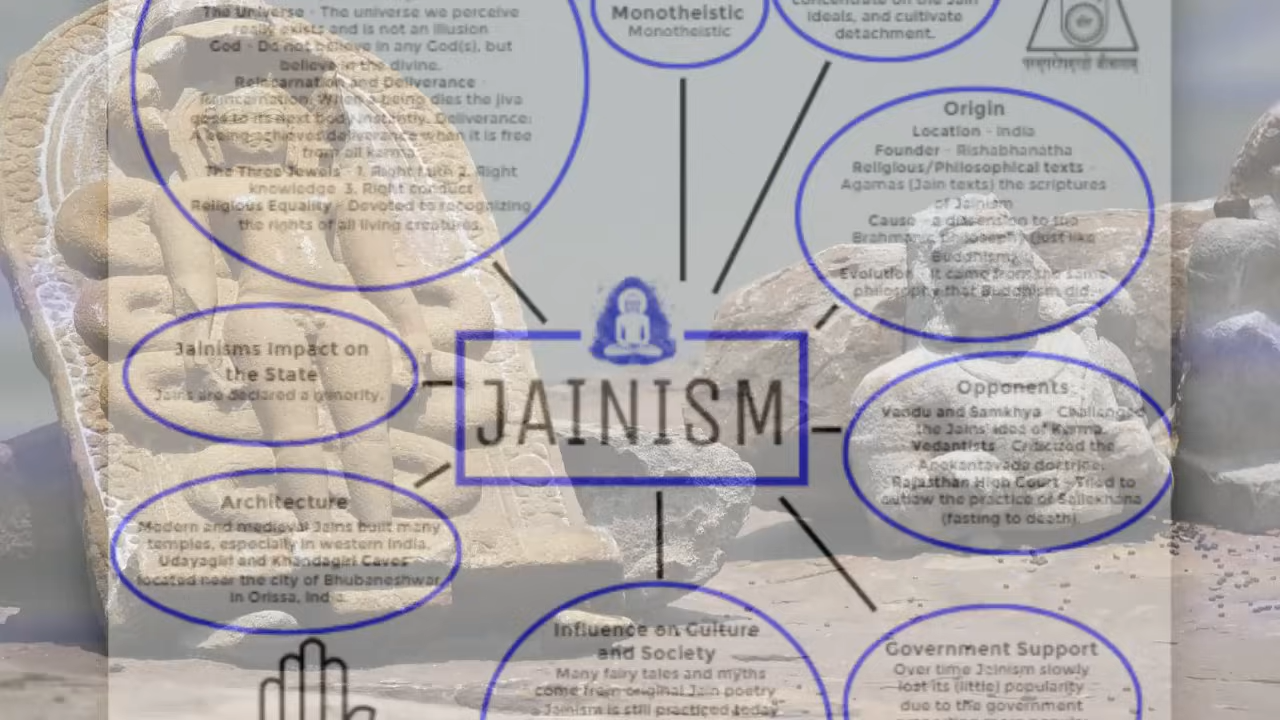 The Universe - The universe we perceive
really exists and is not an illusion
God - Do not believe in any God(s), but
believe in the divine.
Reincarnation and Deliverance -
Reincarnation: When a being dies the jiva
goes to its next body instantly. Deliverance:
A being achieves deliverance when it is free
from all karma.
The Three Jewels - 1. Right faith 2. Right
knowledge 3. Right conduct
Religious Equality - Devoted to recognizing
the rights of all living creatures.
Monotheistic
Monotheistic
concentrate on the Jain
ideals, and cultivate
detachment.
Origin
Location - India
Founder - Rishabhanatha
Religious/Philosophical texts -
Agamas (Jain texts) the scriptures
of Jainism
Cause - a dimension to the
Brahmanic philosophy (just like
Buddhism)
Evolution - It came from the same
philosophy that Buddhism did.
JAINISM
Jainisms Impact on
the State
Jains are declared a minority.
Opponents
and Samkhya - Challenged
the Jains' idea of Karma.
Vedantists - Criticized the
Anekantavada doctrine.
Rajasthan High Court - Tried to
outlaw the practice of Sallekhana
(fasting to death)
Architecture
Modern and medieval Jains built many
temples, especially in western India.
Udayagiri and Khandagiri Caves
located near the city of Bhubaneshwar
in Orissa, India.
Influence on Culture
and Society
Many fairy tales and myths
come from original Jain poetry
Jainism is still practiced today
Government Support
Over time Jainism slowly
lost its (little) popularity
due to the government